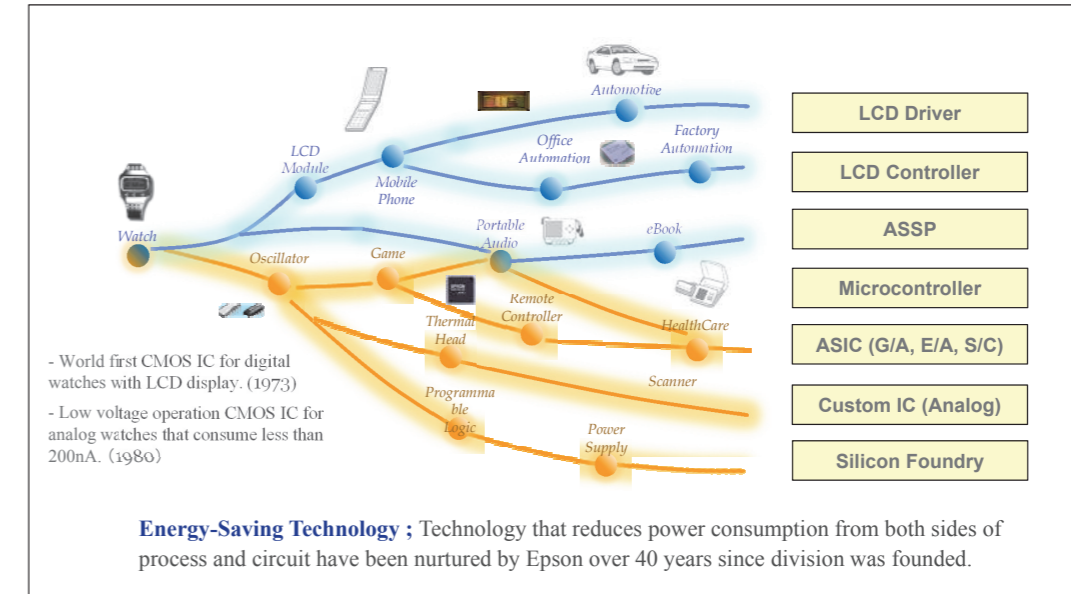 Automotive
LCD
Module
Office
Automation
Factory
Automation
Mobile
Phone
Watch
Portable
Audio
eBook
Oscillator
Game
Remote
Controller
Thermal
Head
HealthCare
Scanner
Programma
ble
Logic
Power
Supply
- World first CMOS IC for digital
watches with LCD display. (1973)
- Low voltage operation CMOS IC for
analog watches that consume less than
200nA. (1980)
LCD Driver
LCD Controller
ASSP
Microcontroller
ASIC (G/A, E/A, S/C)
Custom IC (Analog)
Silicon Foundry
Energy-Saving Technology ; Technology that reduces power consumption from both sides of
process and circuit have been nurtured by Epson over 40 years since division was founded.